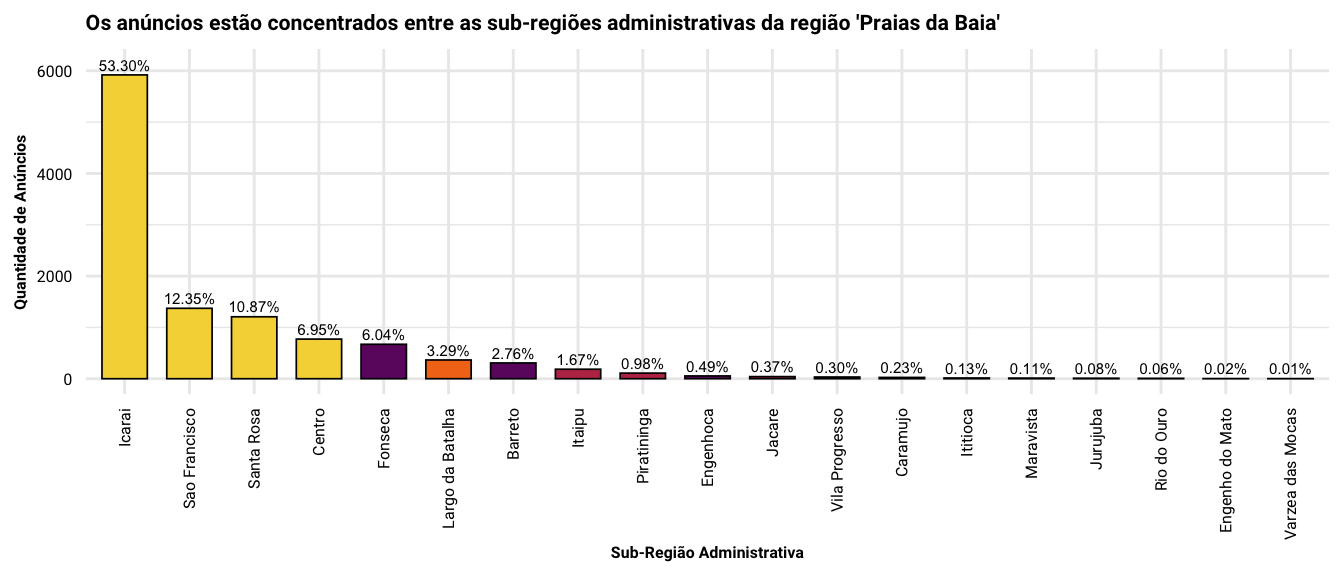 Os anúncios estão concentrados entre as sub-regiões administrativas da região 'Praias da Baia'
Quantidade de Anúncios
6000
4000
2000
0
53.30%
12.35%
10.87%
6.95%
6.04%
3.29%
2.76%
1.67%
0.98%
0.49%
0.37%
0.30%
0.23%
0.13%
0.11%
0.08%
0.06%
0.02%
0.01%
Icarai
Sao Francisco
Santa Rosa
Centro
Fonseca
Largo da Batalha
Barreto
Itaipu
Piratininga
Engenhoca
Jacare
Vila Progresso
Caramujo
Ititioca
Maravista
Jurujuba
Rio do Ouro
Engenho do Mato
Varzea das Mocas
Sub-Região Administrativa